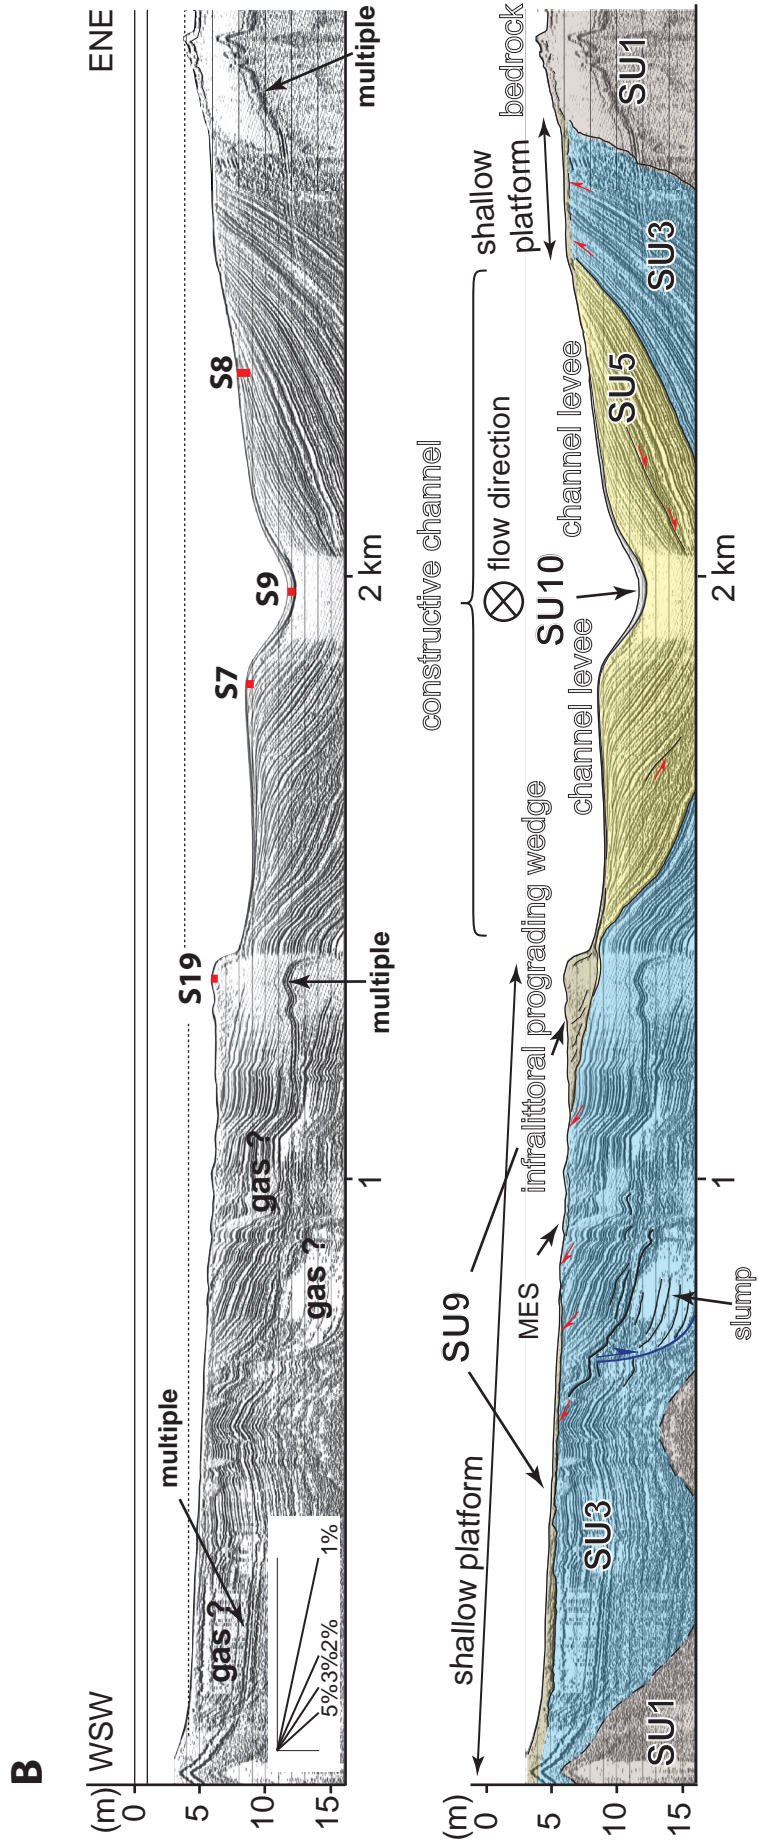 B
WSW
ENE
(m)
0
5
10
15
multiple
gas ?
5%
3%
2%
1%
gas ?
gas ?
S19
multiple
S7
S9
S8
multiple
1
2 km
(m)
0
5
10
15
shallow platform
SU9
MES
infralittoral prograding wedge
constructive channel
flow direction
channel levee
SU10
channel levee
shallow
platform
bedrock
SU1
SU3
slump
SU5
SU3
SU1
1
2 km